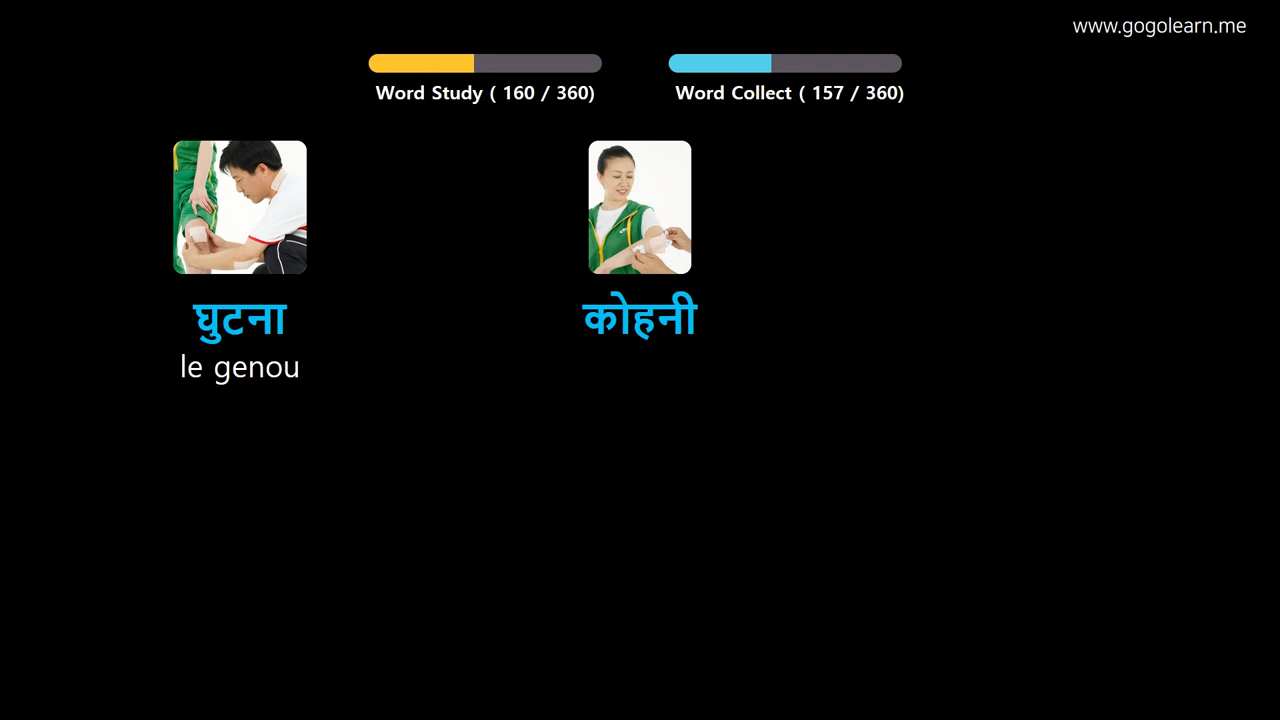 www.gogolearn.me
Word Study ( 160 / 360)
Word Collect ( 157 / 360)
घुटना
le genou
कोहनी